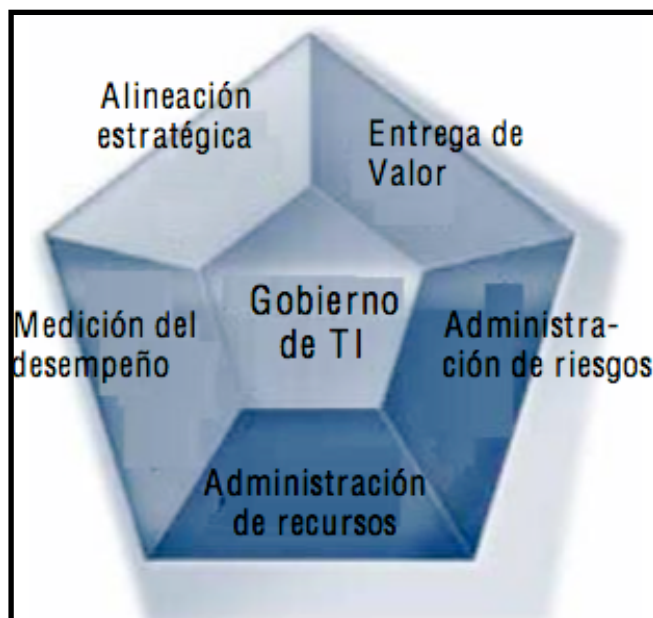 Alineación
estratégica
Entrega de
Valor
Gobierno
de TI
Medición del
desempeño
Administra-
ción de riesgos
Administración
de recursos